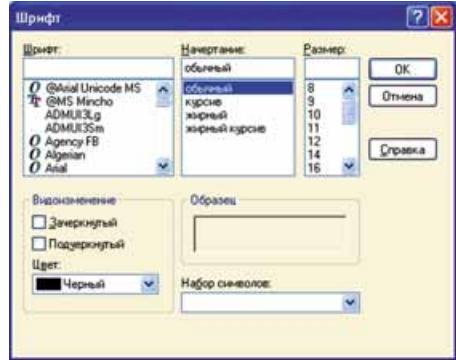 Шрифт
Шрифт:
@Arial Unicode MS
@MS Mincho
ADMUI3Lg
ADMUI3Sm
Agency FB
Algerian
Arial
Начертание:
обычный
обычный
курсив
жирный
жирный курсив
Размер:
8
9
10
11
12
14
16
OK
Отмена
Справка
Видоизменение
Зачеркнутый
Подчеркнутый
Цвет:
Черный
Образец
Набор символов: